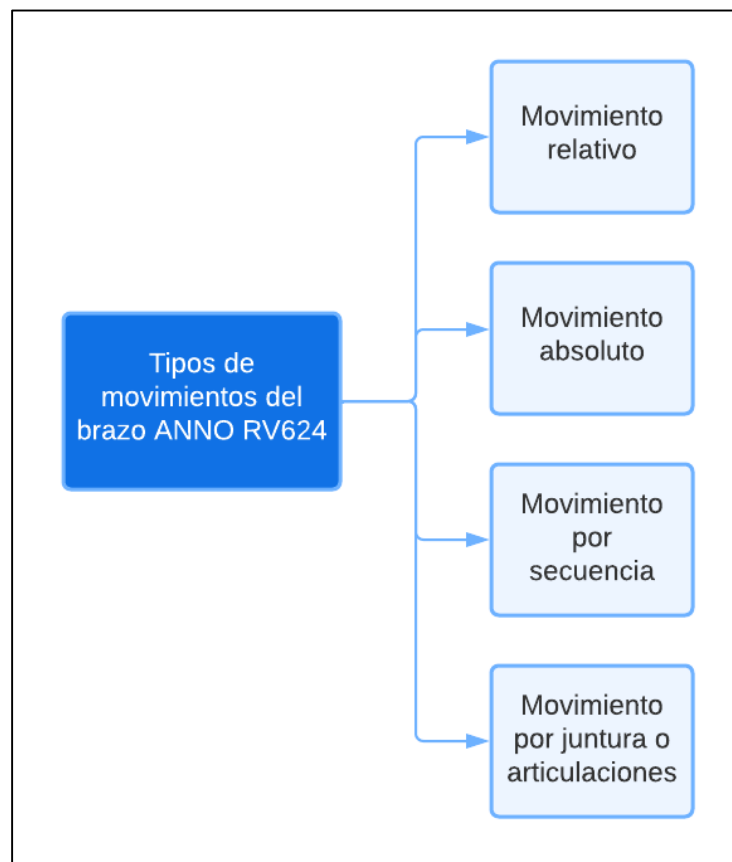 Movimiento
relativo
Movimiento
absoluto
Tipos de
movimientos del
brazo ANNO RV624
Movimiento
por
secuencia
Movimiento
por juntura o
articulaciones